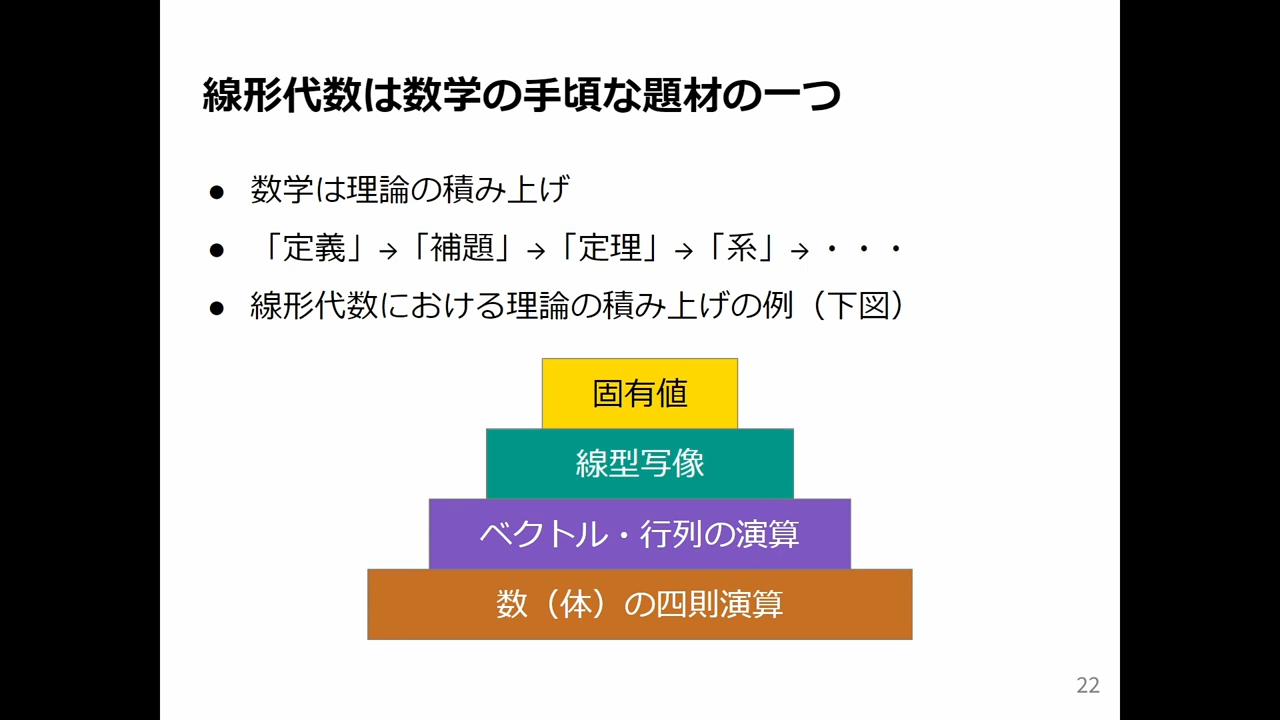 線形代数は数学の手頃な題材の一つ
● 数学は理論の積み上げ
● 「定義」→「補題」→「定理」→「系」→ ・・・
● 線形代数における理論の積み上げの例（下図）
固有値
線型写像
ベクトル・行列の演算
数（体）の四則演算
22